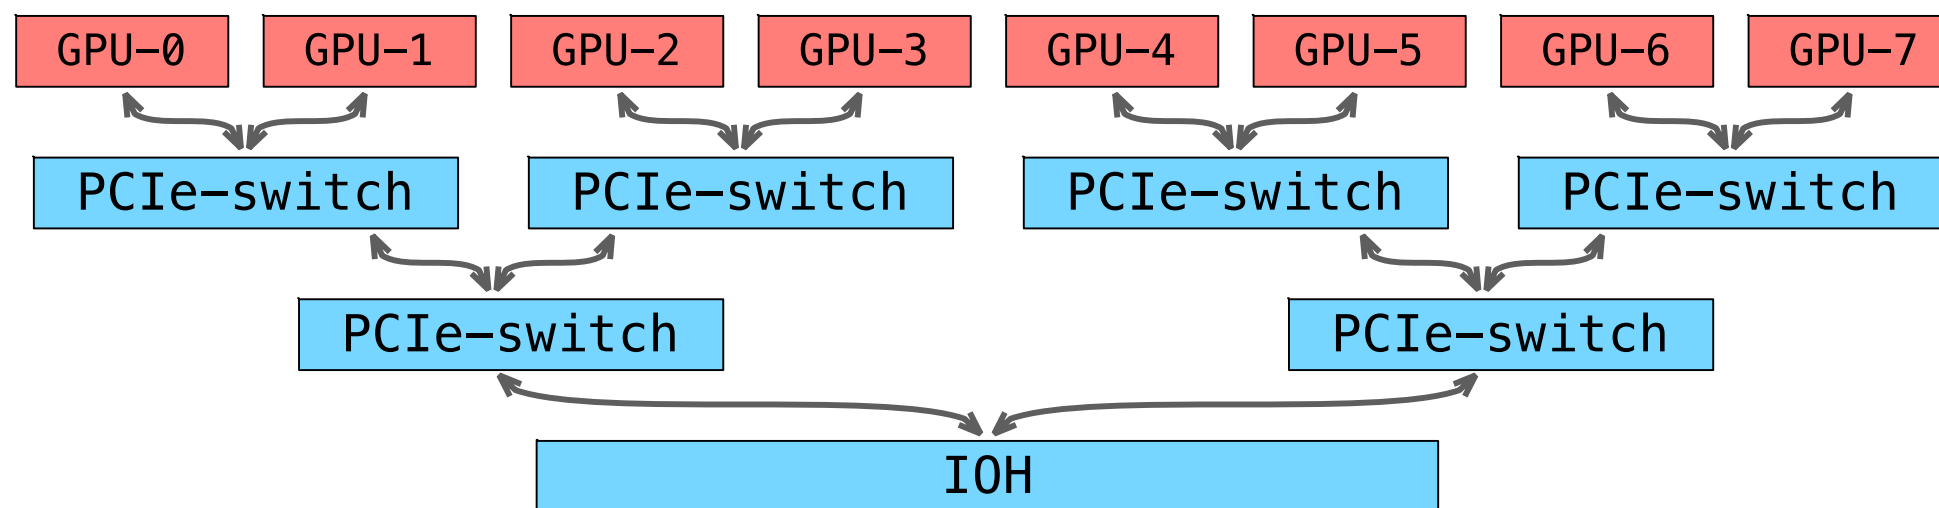 GPU-0 GPU-1 GPU-2 GPU-3 GPU-4 GPU-5 GPU-6 GPU-7
PCIe-switch PCIe-switch PCIe-switch PCIe-switch
PCIe-switch PCIe-switch
IOH